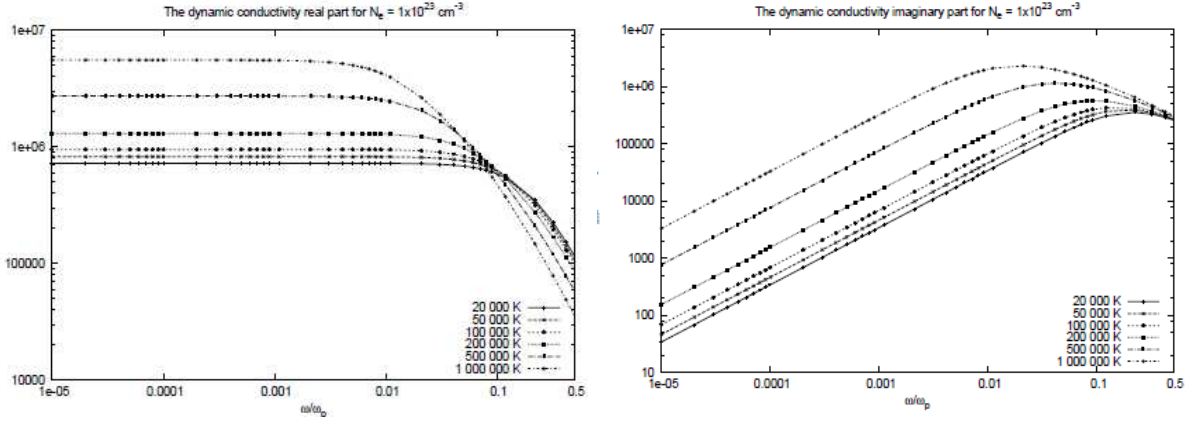 The dynamic conductivity real part for Nₑ = 1x10²³ cm⁻³
1e+07
1e+06
100000
10000
1e-05
0.0001
0.001
0.01
0.1
0.5
ω/ωₚ
20 000 K
50 000 K
100 000 K
200 000 K
500 000 K
1 000 000 K
The dynamic conductivity imaginary part for Nₑ = 1x10²³ cm⁻³
1e+07
1e+06
100000
10000
1000
100
10
1e-05
0.0001
0.001
0.01
0.1
0.5
ω/ωₚ
20 000 K
50 000 K
100 000 K
200 000 K
500 000 K
1 000 000 K